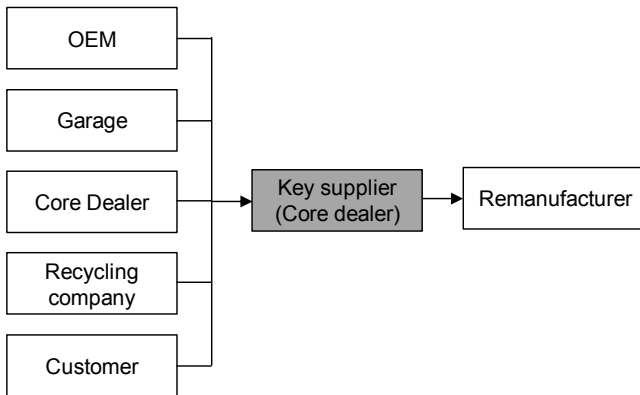 OEM
Garage
Core Dealer
Recycling
company
Customer
Key supplier
(Core dealer)
Remanufacturer